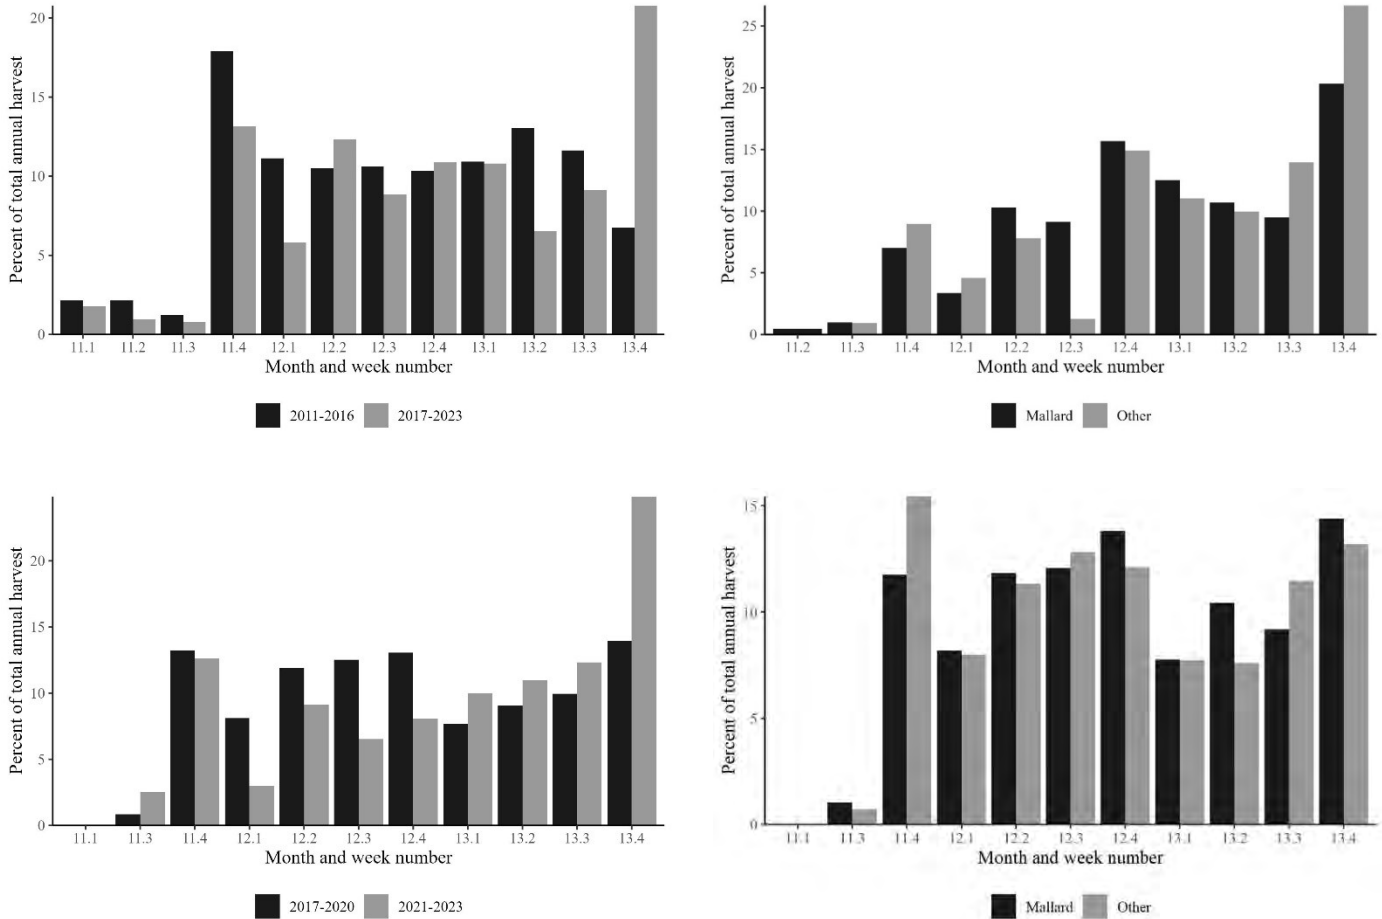 Percent of total annual harvest
20
15
10
5
0
11.1 11.2 11.3 11.4 12.1 12.2 12.3 12.4 13.1 13.2 13.3 13.4
Month and week number
2011-2016 2017-2023
Percent of total annual harvest
25
20
15
10
5
0
11.2 11.3 11.4 12.1 12.2 12.3 12.4 13.1 13.2 13.3 13.4
Month and week number
Mallard Other
Percent of total annual harvest
20
15
10
5
0
11.1 11.3 11.4 12.1 12.2 12.3 12.4 13.1 13.2 13.3 13.4
Month and week number
2017-2020 2021-2023
Percent of total annual harvest
15
10
5
0
11.1 11.3 11.4 12.1 12.2 12.3 12.4 13.1 13.2 13.3 13.4
Month and week number
Mallard Other